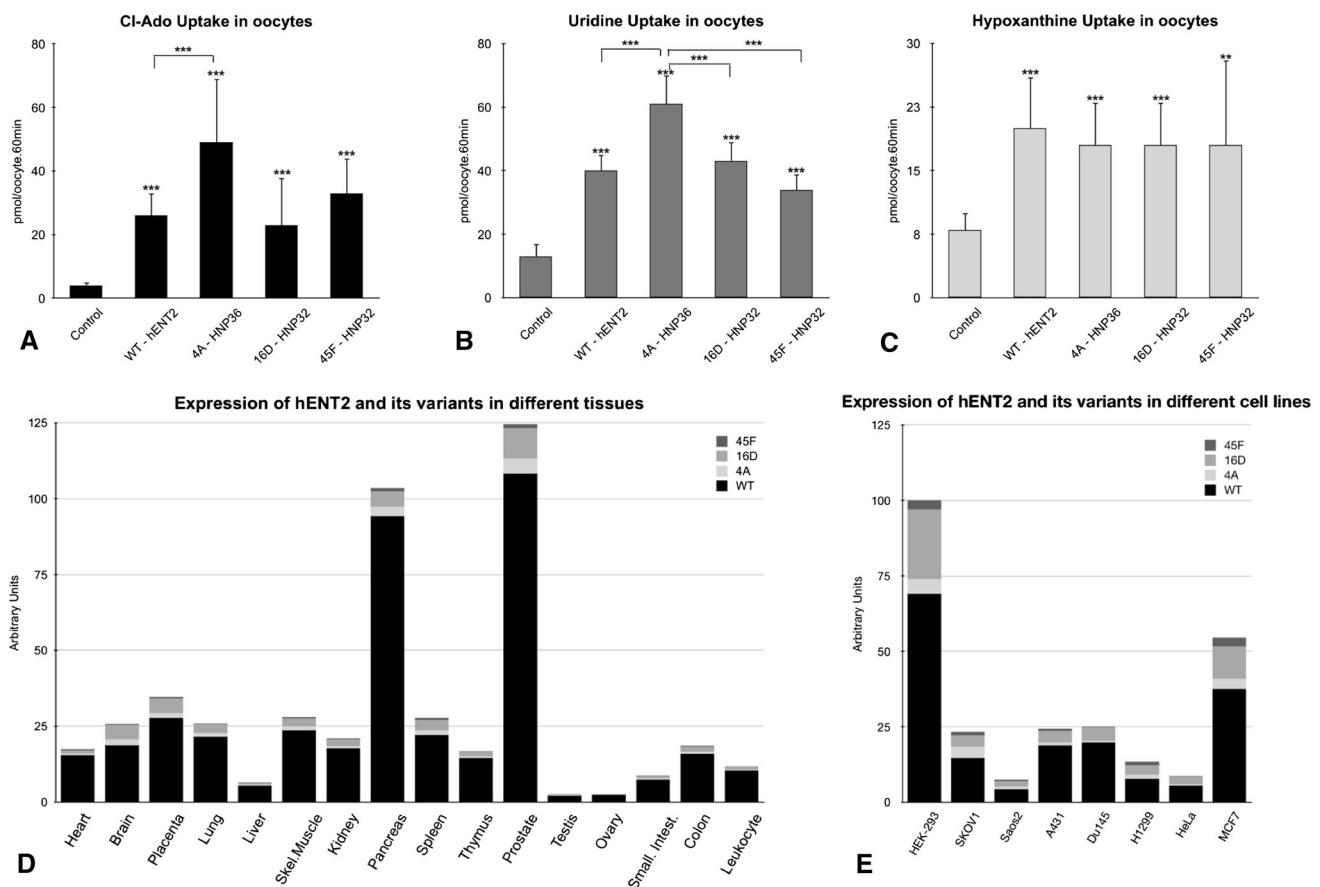 Cl-Ado Uptake in oocytes
80
60
40
20
0
pmol/oocyte.60min
***
***
***
***
***
Control
WT - hENT2
4A - HNP36
16D - HNP32
45F - HNP32
A
Uridine Uptake in oocytes
80
60
40
20
0
pmol/oocyte.60min
***
***
***
***
***
***
***
Control
WT - hENT2
4A - HNP36
16D - HNP32
45F - HNP32
B
Hypoxanthine Uptake in oocytes
30
23
15
8
0
pmol/oocyte.60min
***
***
***
**
Control
WT - hENT2
4A - HNP36
16D - HNP32
45F - HNP32
C
Expression of hENT2 and its variants in different tissues
125
100
75
50
25
0
Arbitrary Units
45F
16D
4A
WT
Heart
Brain
Placenta
Lung
Liver
Skel.Muscle
Kidney
Pancreas
Spleen
Thymus
Prostate
Testis
Ovary
Small. Intest.
Colon
Leukocyte
D
Expression of hENT2 and its variants in different cell lines
125
100
75
50
25
0
Arbitrary Units
45F
16D
4A
WT
HEK-293
SKOV1
Saos2
A431
Du145
H1299
HeLa
MCF7
E